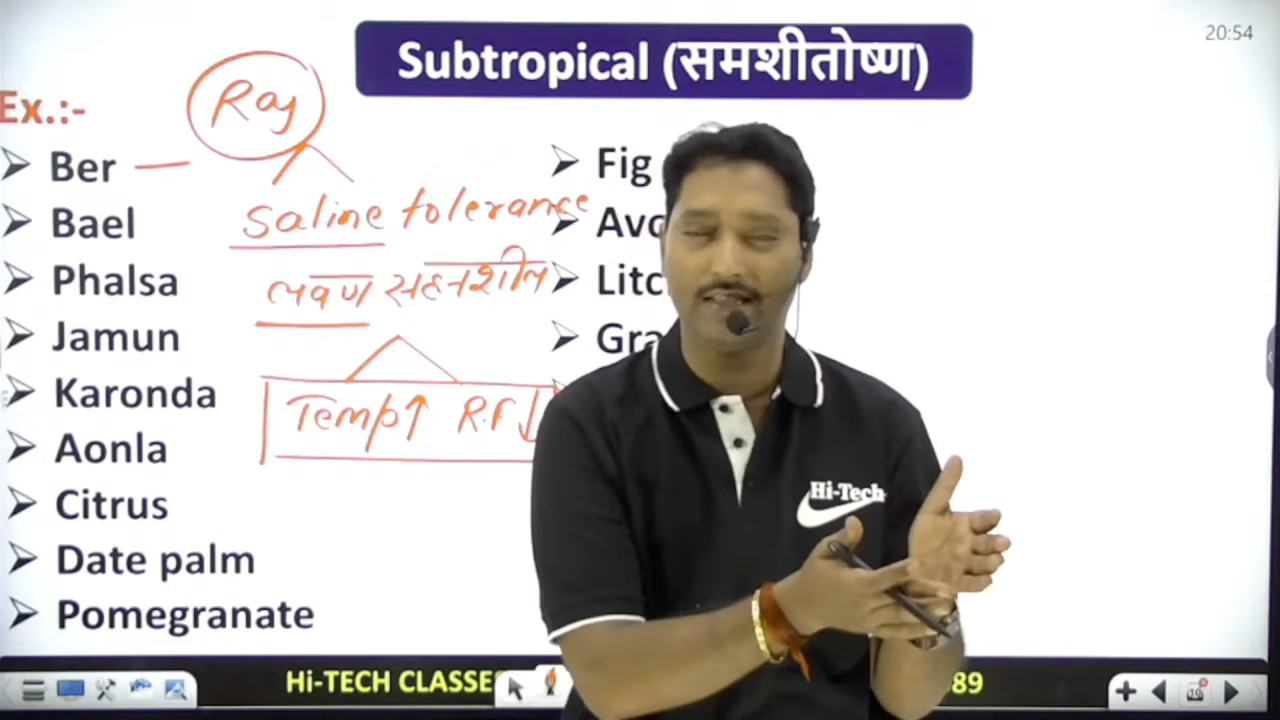 20:54
Subtropical (समशीतोष्ण)
Ex.:-
Raj
➤ Ber
➤ Bael
➤ Phalsa
➤ Jamun
➤ Karonda
➤ Aonla
➤ Citrus
➤ Date palm
➤ Pomegranate
saline tolerance
लवण सहनशील
Temp↑ R.f↓
➤ Fig
➤ Avo
➤ Litc
➤ Gra
Hi-Tech
Hi-TECH CLASSE
89